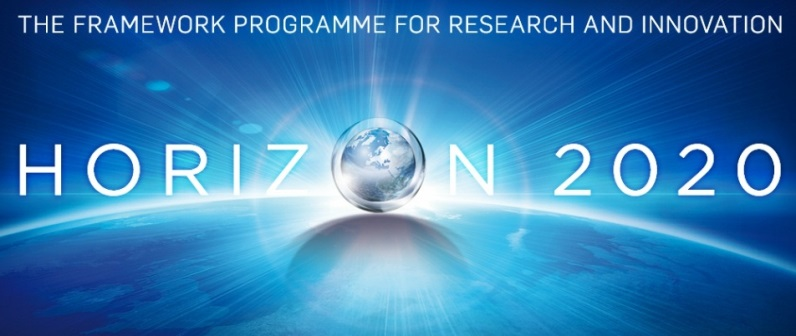 THE FRAMEWORK PROGRAMME FOR RESEARCH AND INNOVATION
HORIZON 2020